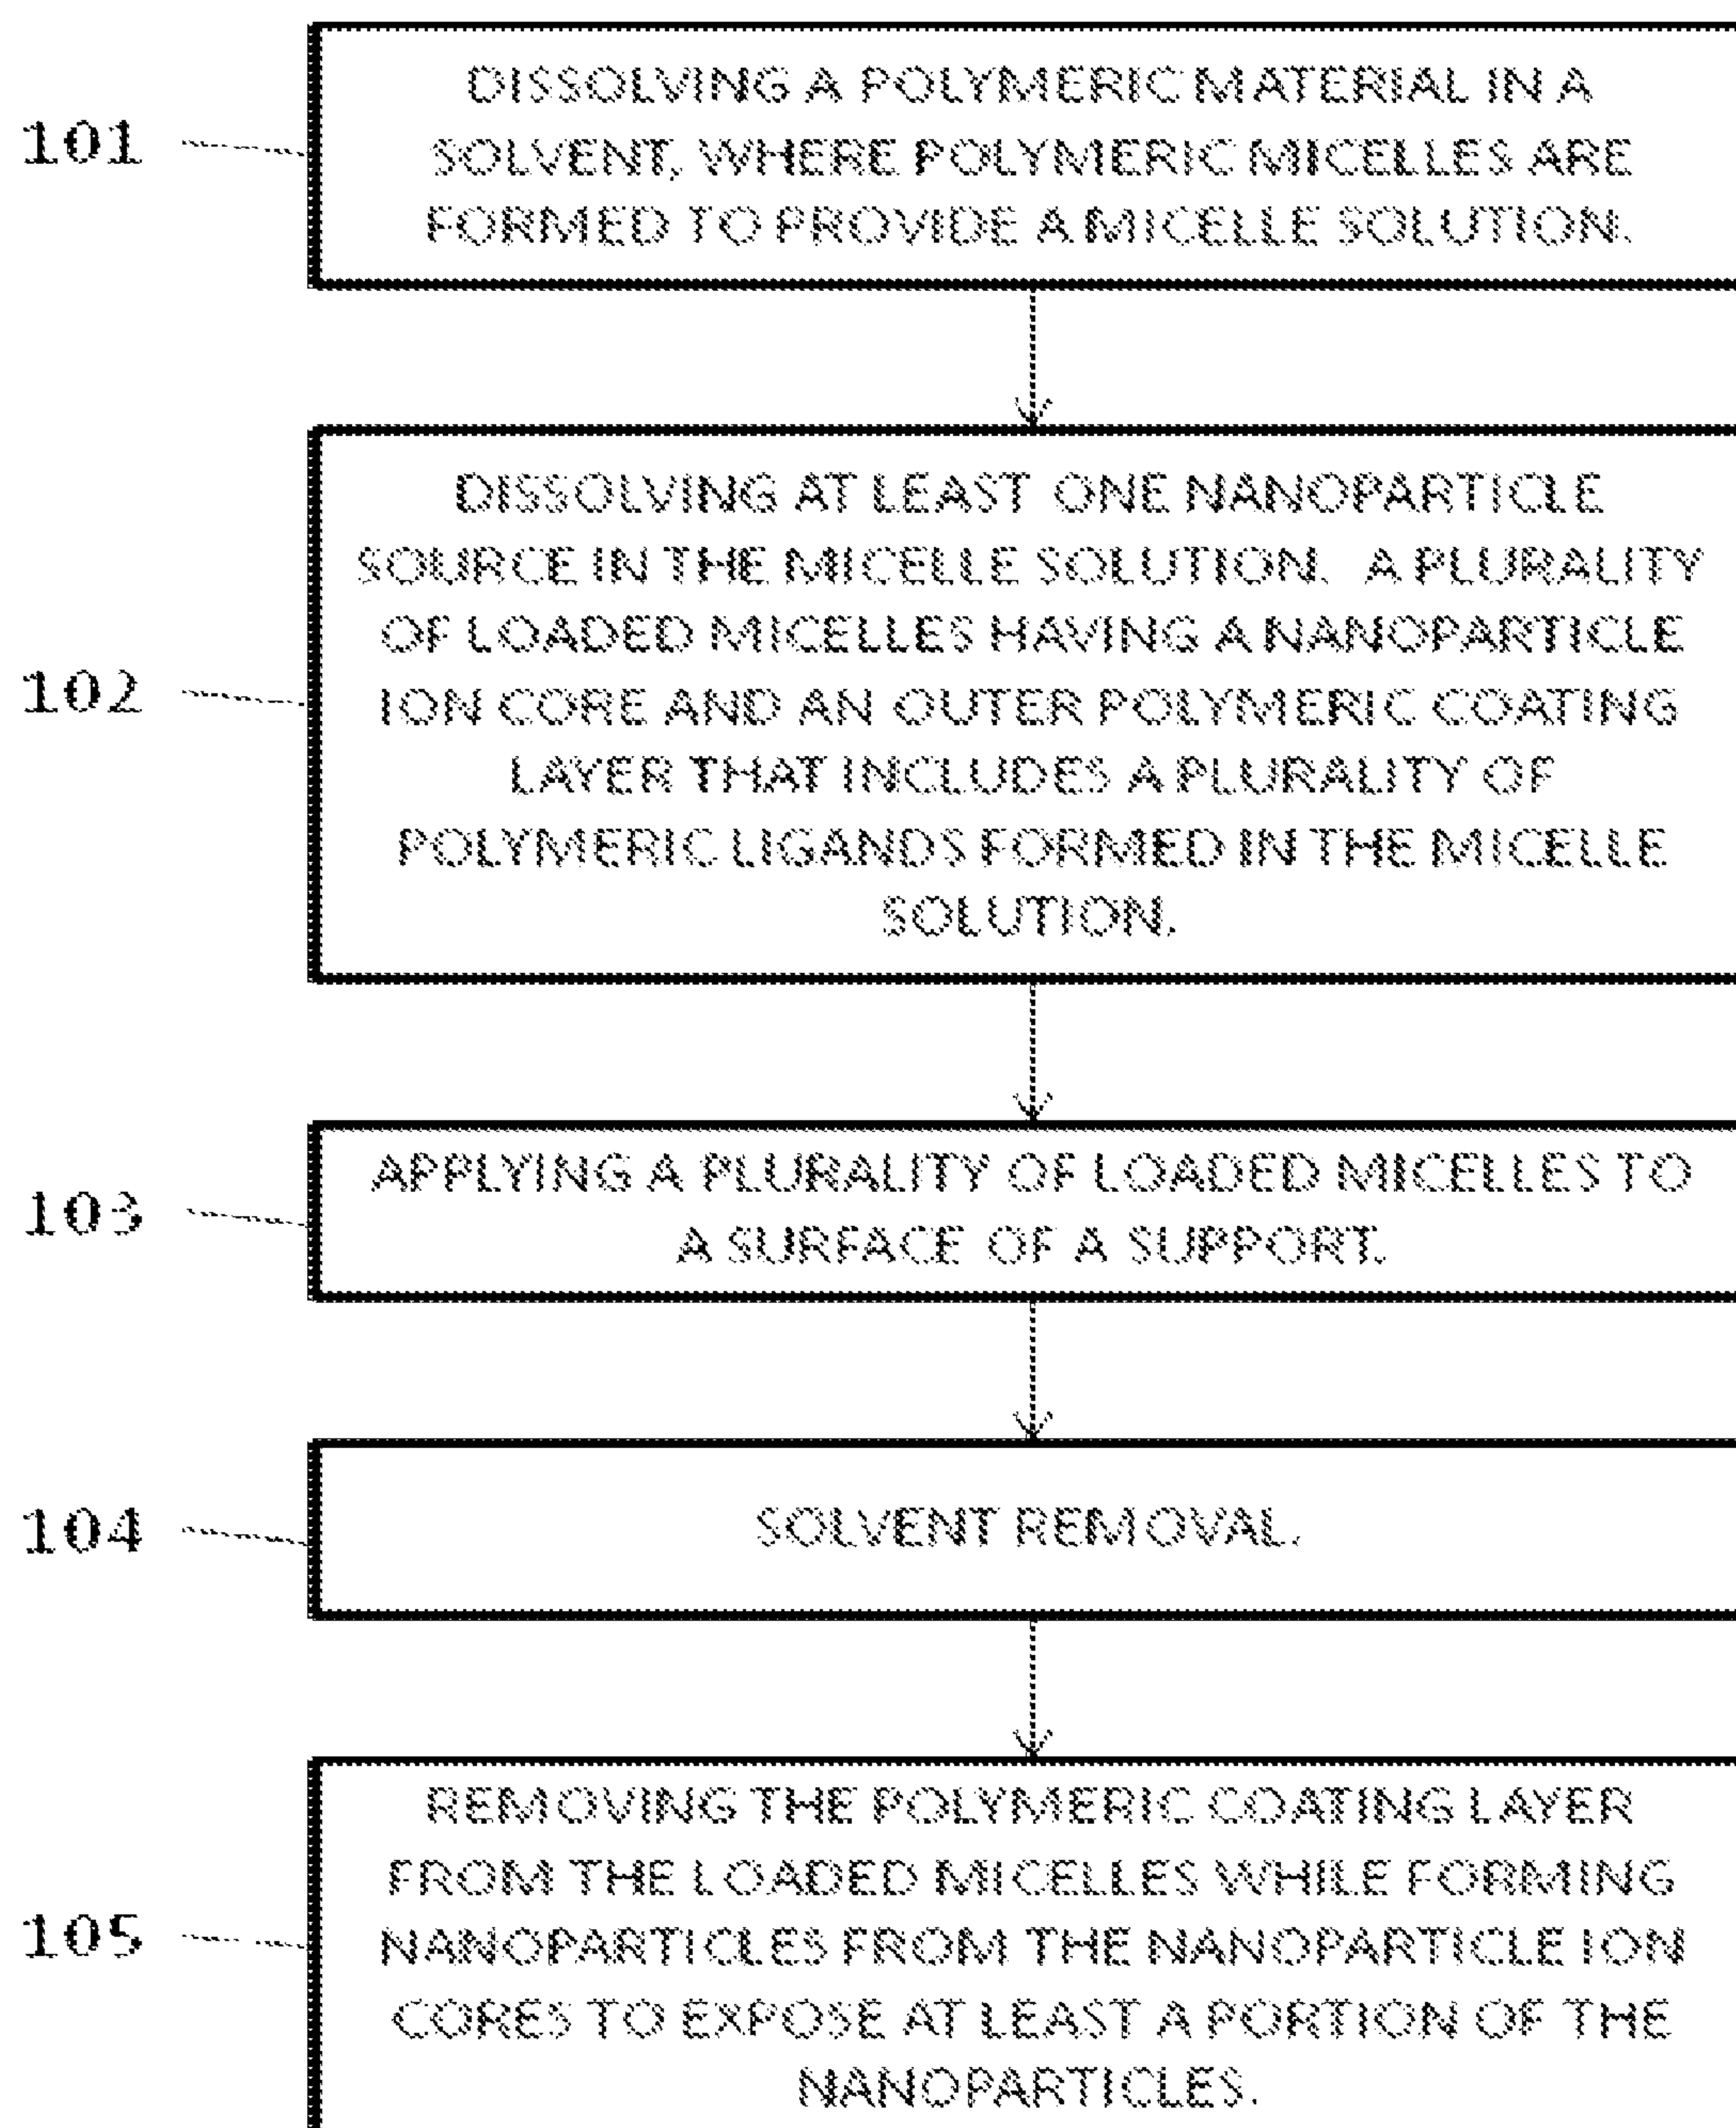 101
DISSOLVING A POLYMERIC MATERIAL IN A
SOLVENT, WHERE POLYMERIC MICELLES ARE
FORMED TO PROVIDE A MICELLE SOLUTION.
102
DISSOLVING AT LEAST ONE NANOPARTICLE
SOURCE IN THE MICELLE SOLUTION. A PLURALITY
OF LOADED MICELLES HAVING A NANOPARTICLE
ION CORE AND AN OUTER POLYMERIC COATING
LAYER THAT INCLUDES A PLURALITY OF
POLYMERIC LIGANDS FORMED IN THE MICELLE
SOLUTION.
103
APPLYING A PLURALITY OF LOADED MICELLES TO
A SURFACE OF A SUPPORT.
104
SOLVENT REMOVAL.
105
REMOVING THE POLYMERIC COATING LAYER
FROM THE LOADED MICELLES WHILE FORMING
NANOPARTICLES FROM THE NANOPARTICLE ION
CORES TO EXPOSE AT LEAST A PORTION OF THE
NANOPARTICLES.